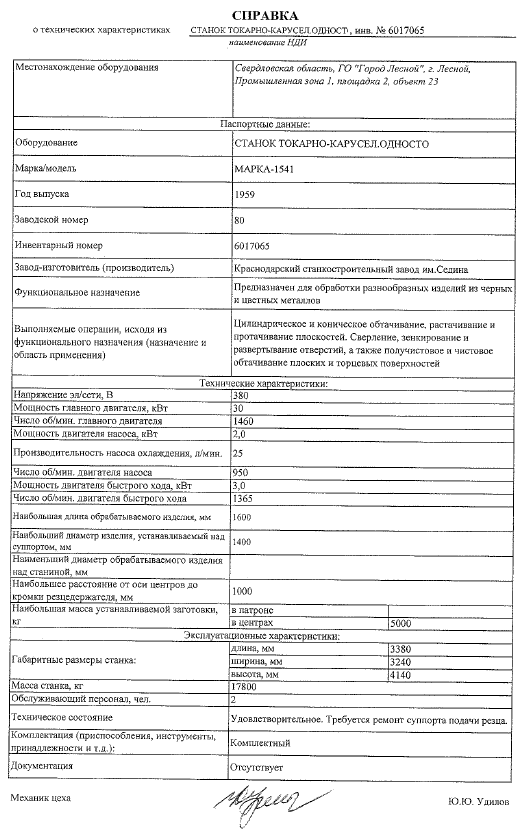 СПРАВКА
о технических характеристиках СТАНОК ТОКАРНО-КАРУСЕЛ.ОДНОСТ, инв. № 6017065
наименование НДИ
Местонахождение оборудования
Свердловская область, ГО "Город Лесной", г. Лесной,
Промышленная зона 1, площадка 2, объект 23
Паспортные данные:
Оборудование СТАНОК ТОКАРНО-КАРУСЕЛ.ОДНОСТО
Марка/модель МАРКА-1541
Год выпуска 1959
Заводской номер 80
Инвентарный номер 6017065
Завод-изготовитель (производитель) Краснодарский станкостроительный завод им.Седина
Функциональное назначение
Предназначен для обработки разнообразных изделий из черных
и цветных металлов
Выполняемые операции, исходя из
функционального назначения (назначение и
область применения)
Цилиндрическое и коническое обтачивание, растачивание и
протачивание плоскостей. Сверление, зенкирование и
развертывание отверстий, а также получистовое и чистовое
обтачивание плоских и торцевых поверхностей
Технические характеристики:
Напряжение эл/сети, В 380
Мощность главного двигателя, кВт 30
Число об/мин. главного двигателя 1460
Мощность двигателя насоса, кВт 2,0
Производительность насоса охлаждения, л/мин. 25
Число об/мин. двигателя насоса 950
Мощность двигателя быстрого хода, кВт 3,0
Число об/мин. двигателя быстрого хода 1365
Наибольшая длина обрабатываемого изделия, мм 1600
Наибольший диаметр изделия, устанавливаемый над
суппортом, мм 1400
Наименьший диаметр обрабатываемого изделия
над станиной, мм
Наибольшее расстояние от оси центров до
кромки резцедержателя, мм 1000
Наибольшая масса устанавливаемой заготовки,
кг
в патроне
в центрах 5000
Эксплуатационные характеристики:
Габаритные размеры станка:
длина, мм 3380
ширина, мм 3240
высота, мм 4140
Масса станка, кг 17800
Обслуживающий персонал, чел. 2
Техническое состояние Удовлетворительное. Требуется ремонт суппорта подачи резца.
Комплектация (приспособления, инструменты,
принадлежности и т.д.): Комплектный
Документация Отсутствует
Механик цеха Ю.Ю. Удилов